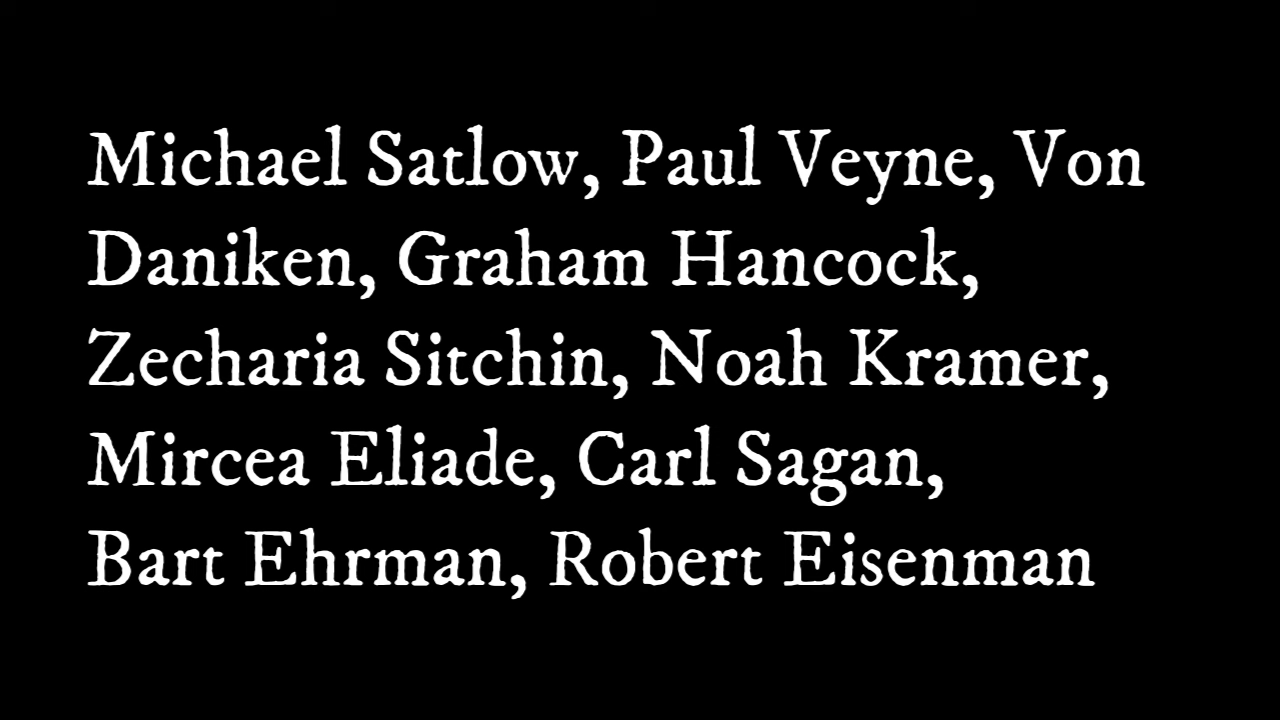 Michael Satlow, Paul Veyne, Von
Daniken, Graham Hancock,
Zecharia Sitchin, Noah Kramer,
Mircea Eliade, Carl Sagan,
Bart Ehrman, Robert Eisenman